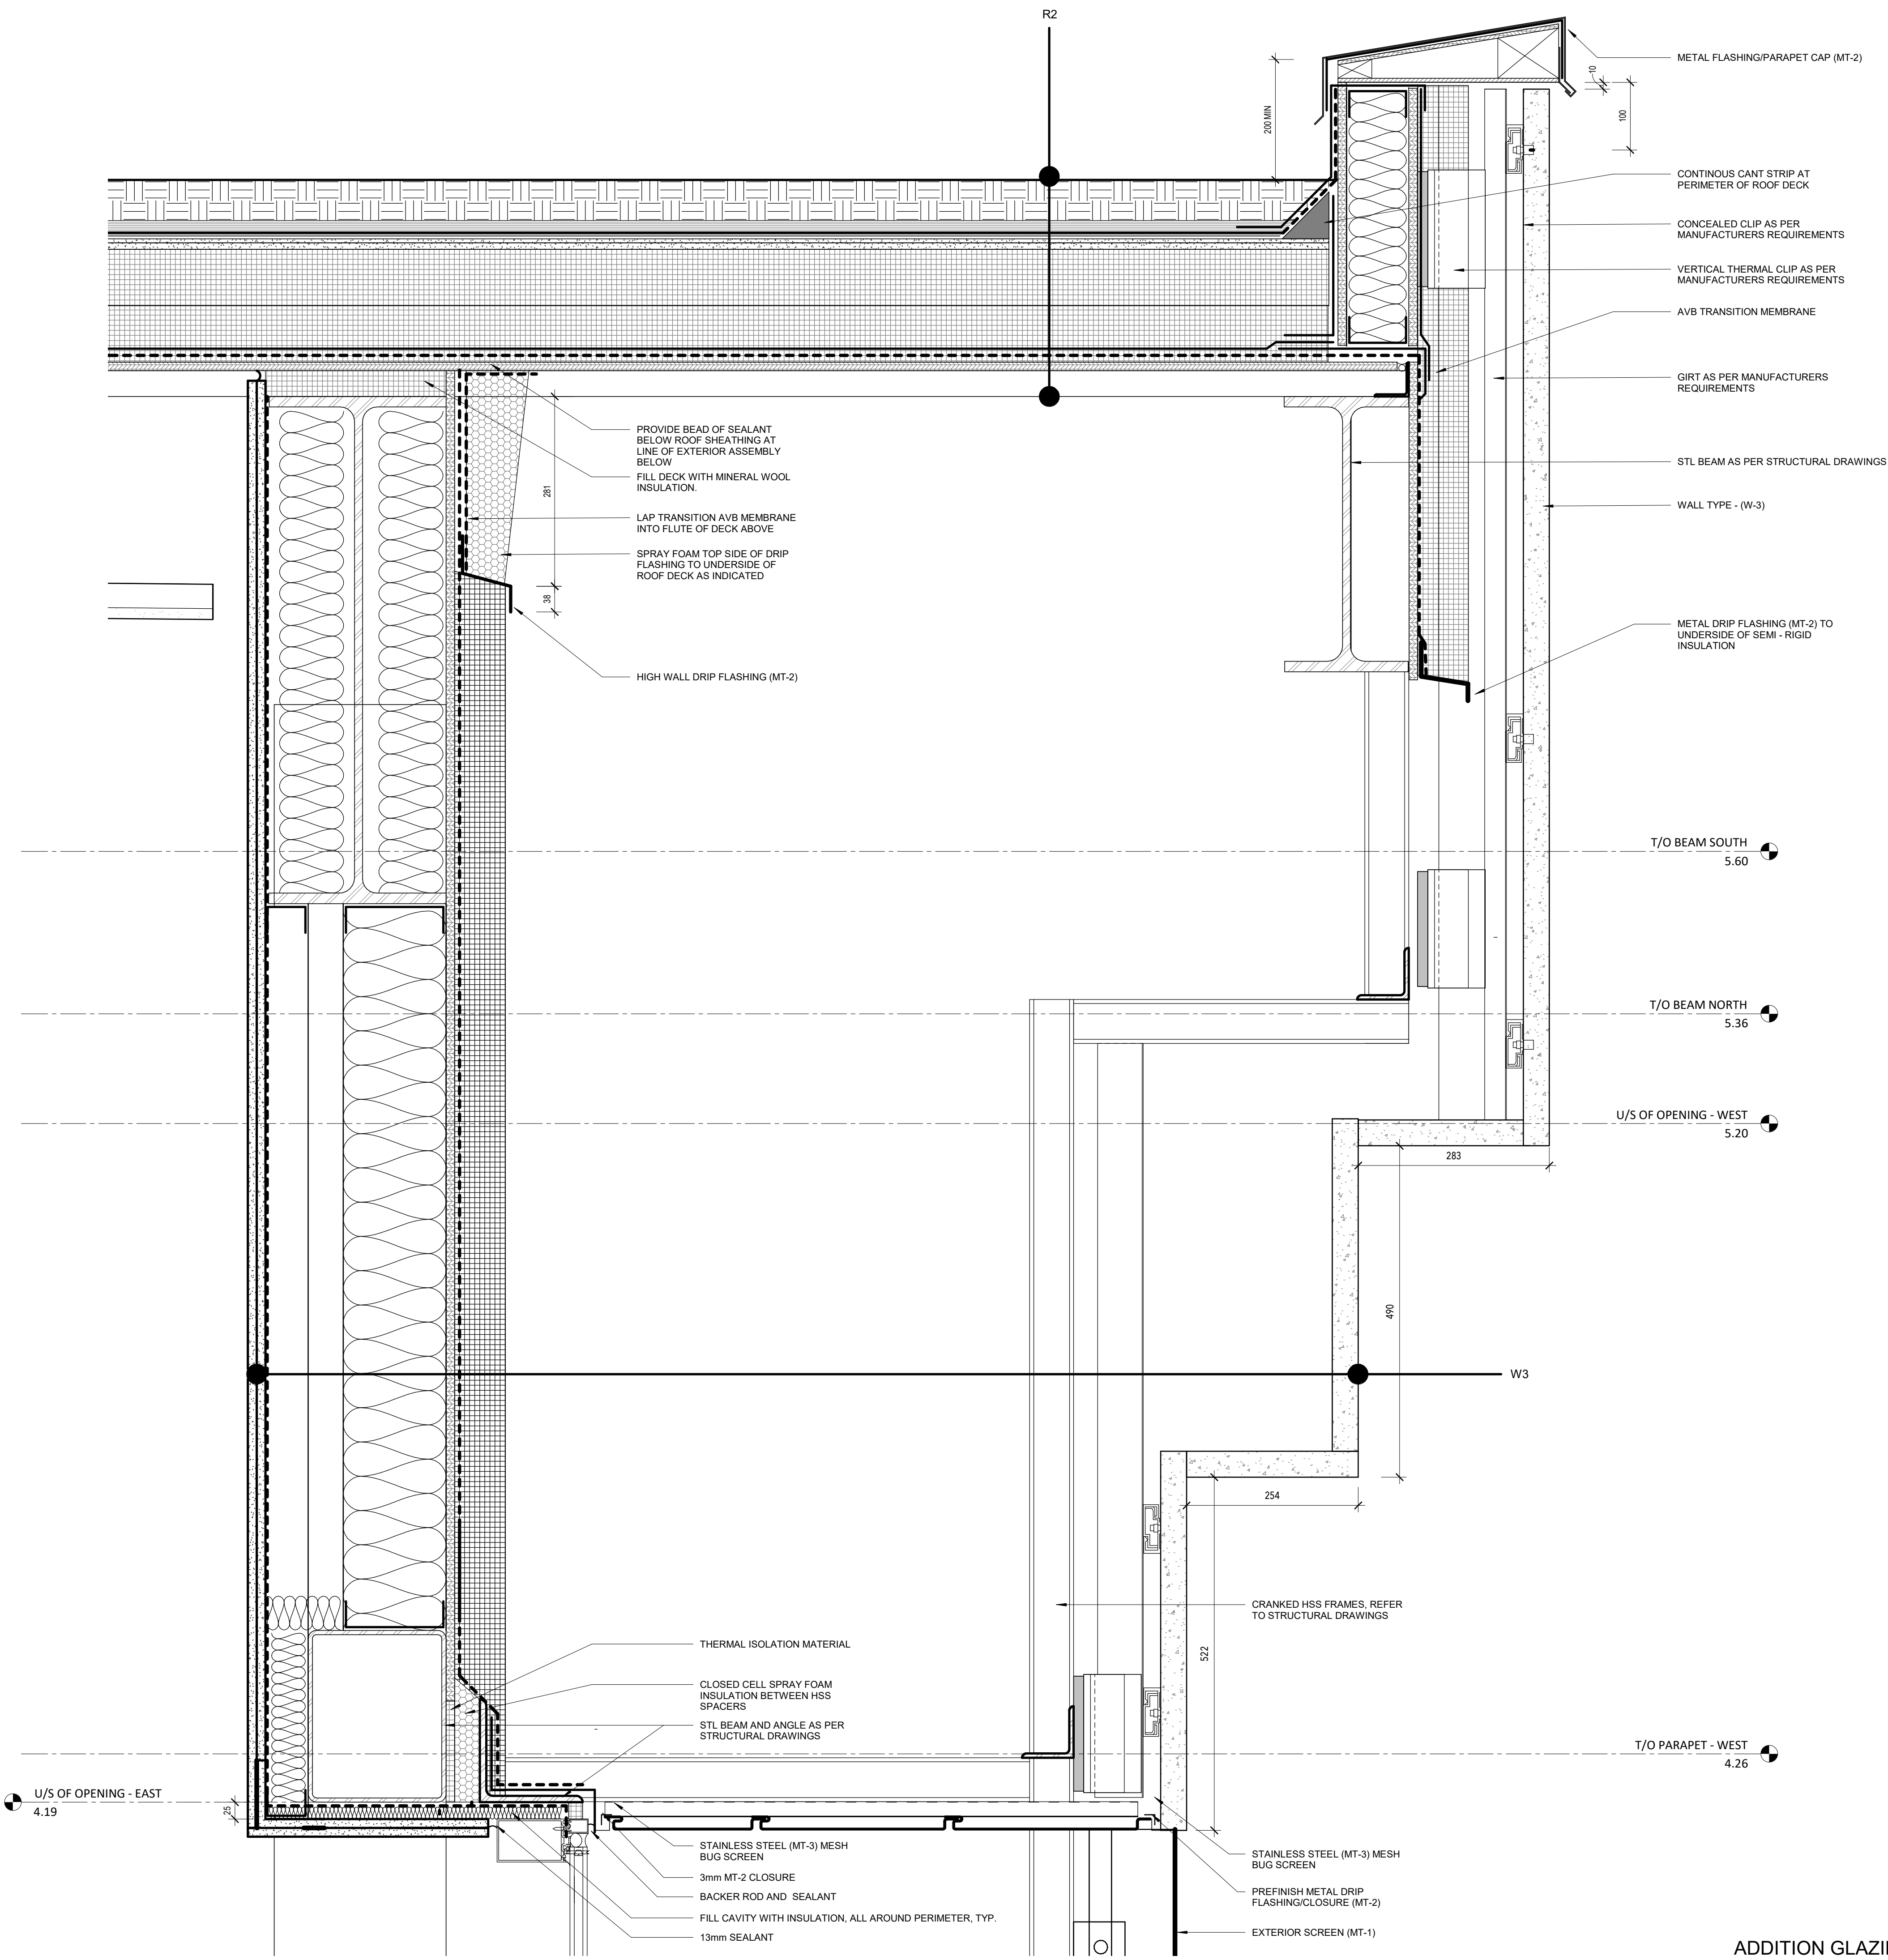 R2
METAL FLASHING/PARAPET CAP (MT-2)
10
100
200 MIN
CONTINOUS CANT STRIP AT
PERIMETER OF ROOF DECK
CONCEALED CLIP AS PER
MANUFACTURERS REQUIREMENTS
VERTICAL THERMAL CLIP AS PER
MANUFACTURERS REQUIREMENTS
AVB TRANSITION MEMBRANE
GIRT AS PER MANUFACTURERS
REQUIREMENTS
PROVIDE BEAD OF SEALANT
BELOW ROOF SHEATHING AT
LINE OF EXTERIOR ASSEMBLY
BELOW
FILL DECK WITH MINERAL WOOL
INSULATION.
281
LAP TRANSITION AVB MEMBRANE
INTO FLUTE OF DECK ABOVE
SPRAY FOAM TOP SIDE OF DRIP
FLASHING TO UNDERSIDE OF
ROOF DECK AS INDICATED
38
HIGH WALL DRIP FLASHING (MT-2)
STL BEAM AS PER STRUCTURAL DRAWINGS
WALL TYPE - (W-3)
METAL DRIP FLASHING (MT-2) TO
UNDERSIDE OF SEMI - RIGID
INSULATION
T/O BEAM SOUTH
5.60
T/O BEAM NORTH
5.36
U/S OF OPENING - WEST
5.20
283
490
W3
254
522
CRANKED HSS FRAMES, REFER
TO STRUCTURAL DRAWINGS
THERMAL ISOLATION MATERIAL
CLOSED CELL SPRAY FOAM
INSULATION BETWEEN HSS
SPACERS
STL BEAM AND ANGLE AS PER
STRUCTURAL DRAWINGS
T/O PARAPET - WEST
4.26
U/S OF OPENING - EAST
4.19
25
STAINLESS STEEL (MT-3) MESH
BUG SCREEN
3mm MT-2 CLOSURE
BACKER ROD AND SEALANT
FILL CAVITY WITH INSULATION, ALL AROUND PERIMETER, TYP.
13mm SEALANT
STAINLESS STEEL (MT-3) MESH
BUG SCREEN
PREFINISH METAL DRIP
FLASHING/CLOSURE (MT-2)
EXTERIOR SCREEN (MT-1)
ADDITION